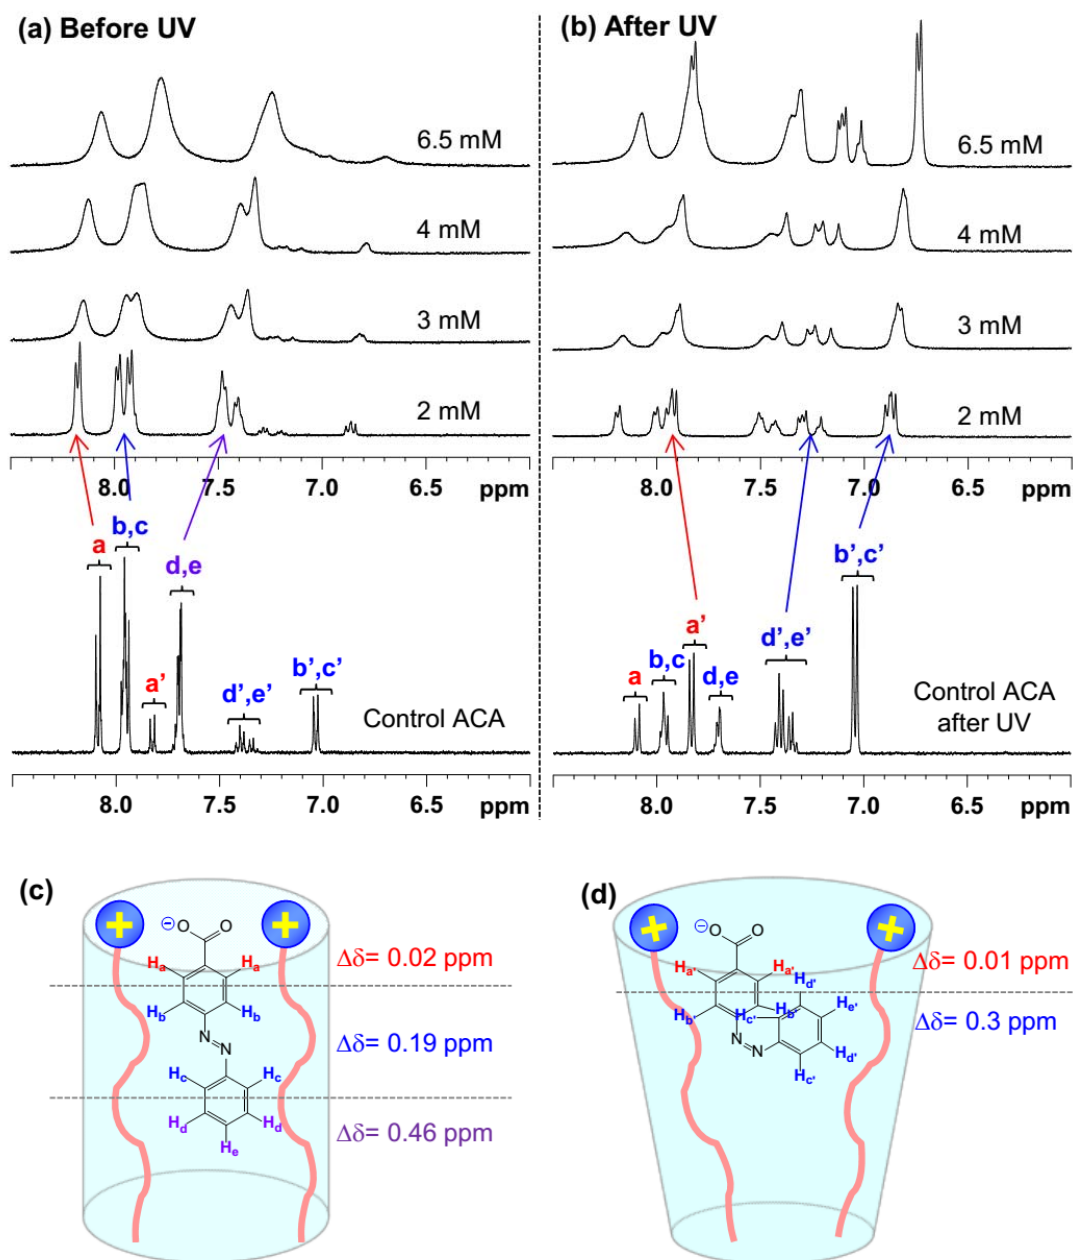 (a) Before UV
6.5 mM
4 mM
3 mM
2 mM
8.0 7.5 7.0 6.5 ppm
a
b,c
a’
d,e
d’,e’
b’,c’
Control ACA
8.0 7.5 7.0 6.5 ppm
(b) After UV
6.5 mM
4 mM
3 mM
2 mM
8.0 7.5 7.0 6.5 ppm
a
b,c
a’
d,e
d’,e’
b’,c’
Control ACA
after UV
8.0 7.5 7.0 6.5 ppm
(c)
+ ⊖O O +
Ha Ha
Δδ= 0.02 ppm
Hb Hb
N N
Δδ= 0.19 ppm
Hc Hc
Hd Hd
He
Δδ= 0.46 ppm
(d)
+ ⊖O O +
Ha' Ha'
Δδ= 0.01 ppm
Hd'
Hb' Hc' Hb' He'
Δδ= 0.3 ppm
N N Hd'
Hc'